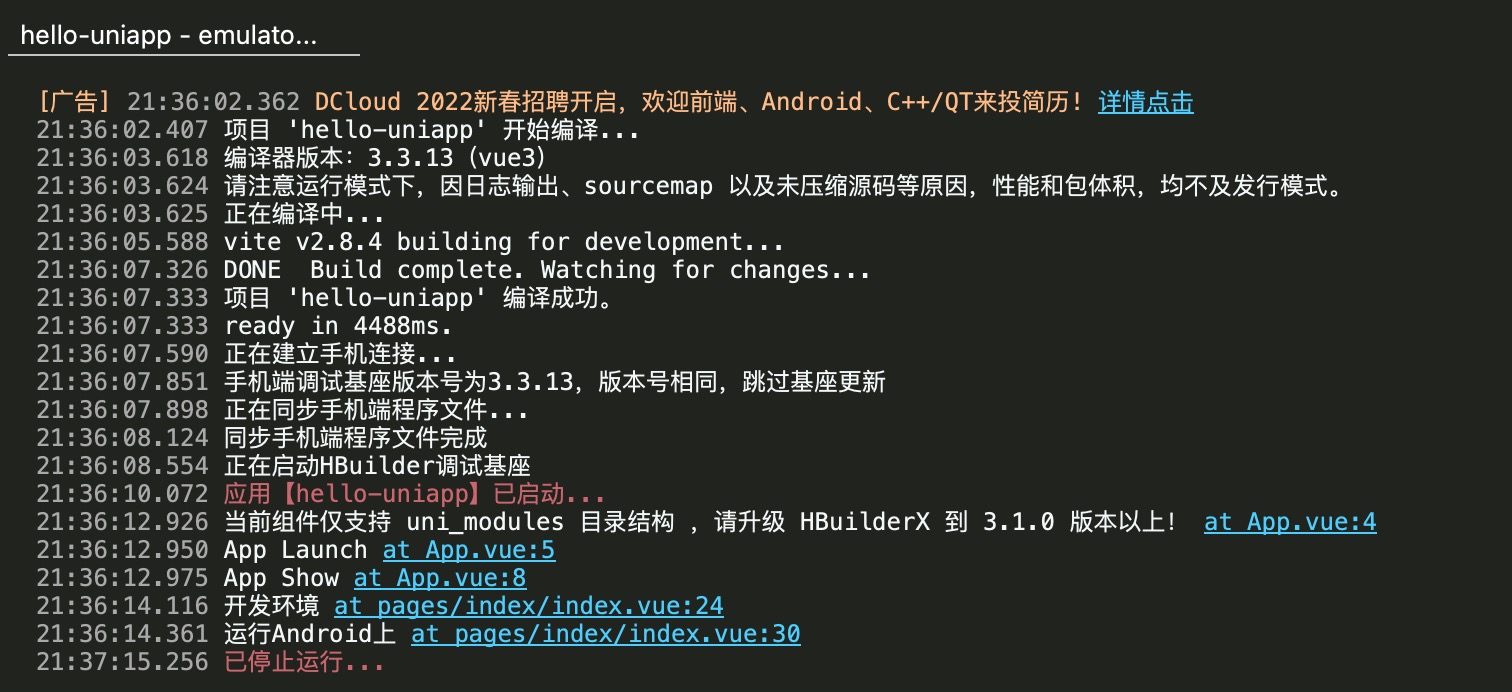 hello-uniapp - emulato...
[广告] 21:36:02.362 DCloud 2022新春招聘开启，欢迎前端、Android、C++/QT来投简历！ 详情点击
21:36:02.407 项目 'hello-uniapp' 开始编译...
21:36:03.618 编译器版本：3.3.13（vue3）
21:36:03.624 请注意运行模式下，因日志输出、sourcemap 以及未压缩源码等原因，性能和包体积，均不及发行模式。
21:36:03.625 正在编译中...
21:36:05.588 vite v2.8.4 building for development...
21:36:07.326 DONE  Build complete. Watching for changes...
21:36:07.333 项目 'hello-uniapp' 编译成功。
21:36:07.333 ready in 4488ms.
21:36:07.590 正在建立手机连接...
21:36:07.851 手机端调试基座版本号为3.3.13，版本号相同，跳过基座更新
21:36:07.898 正在同步手机端程序文件...
21:36:08.124 同步手机端程序文件完成
21:36:08.554 正在启动HBuilder调试基座
21:36:10.072 应用【hello-uniapp】已启动...
21:36:12.926 当前组件仅支持 uni_modules 目录结构 ，请升级 HBuilderX 到 3.1.0 版本以上！ at App.vue:4
21:36:12.950 App Launch at App.vue:5
21:36:12.975 App Show at App.vue:8
21:36:14.116 开发环境 at pages/index/index.vue:24
21:36:14.361 运行Android上 at pages/index/index.vue:30
21:37:15.256 已停止运行...